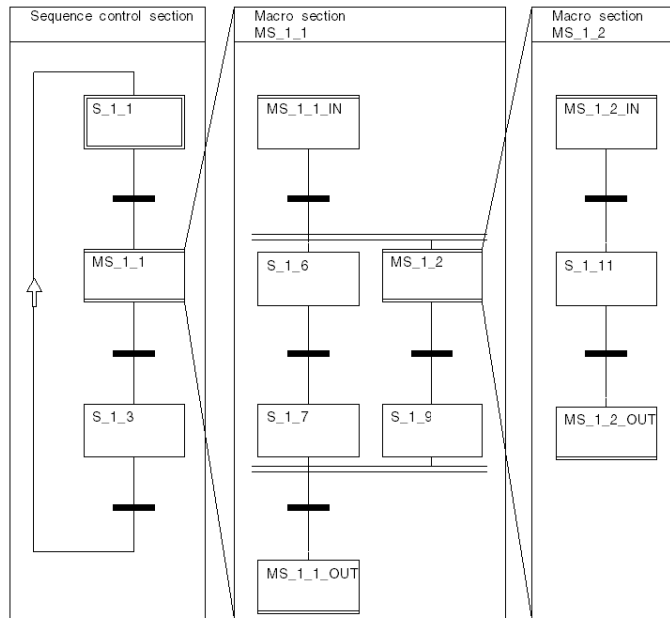 Sequence control section
S_1_1
MS_1_1
S_1_3
Macro section
MS_1_1
MS_1_1_IN
S_1_6
MS_1_2
S_1_7
S_1_9
MS_1_1_OUT
Macro section
MS_1_2
MS_1_2_IN
S_1_11
MS_1_2_OUT